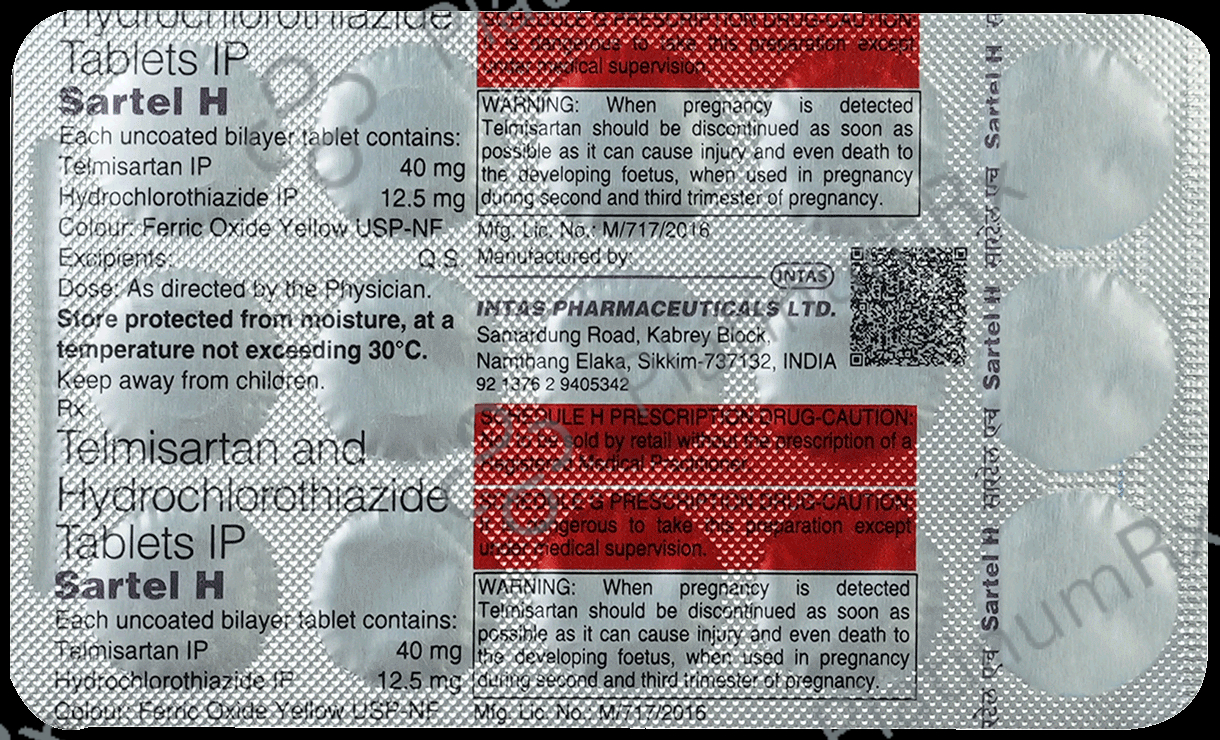 Hydrochlorothiazide
Tablets IP
Sartel H
Each uncoated bilayer tablet contains:
Telmisartan IP 40 mg
Hydrochlorothiazide IP 12.5 mg
Colour: Ferric Oxide Yellow USP-NF
Excipients: Q.S.
Dose: As directed by the Physician.
Store protected from moisture, at a
temperature not exceeding 30°C.
Keep away from children.
Rx
Telmisartan and
Hydrochlorothiazide
Tablets IP
Sartel H
Each uncoated bilayer tablet contains:
Telmisartan IP 40 mg
Hydrochlorothiazide IP 12.5 mg
Colour: Ferric Oxide Yellow USP-NF
SCHEDULE G PRESCRIPTION DRUG-CAUTION:
It is dangerous to take this preparation except
under medical supervision.
WARNING: When pregnancy is detected
Telmisartan should be discontinued as soon as
possible as it can cause injury and even death to
the developing foetus, when used in pregnancy
during second and third trimester of pregnancy.
Mfg. Lic. No.: M/717/2016
Manufactured by:
INTAS
INTAS PHARMACEUTICALS LTD.
Samardung Road, Kabrey Block,
Namthang Elaka, Sikkim-737132, INDIA
92 1376 2 9405342
SCHEDULE H PRESCRIPTION DRUG-CAUTION:
Not to be sold by retail without the prescription of a
Registered Medical Practitioner.
SCHEDULE G PRESCRIPTION DRUG-CAUTION:
It is dangerous to take this preparation except
under medical supervision.
WARNING: When pregnancy is detected
Telmisartan should be discontinued as soon as
possible as it can cause injury and even death to
the developing foetus, when used in pregnancy
during second and third trimester of pregnancy.
Mfg. Lic. No.: M/717/2016
सारटेल एच Sartel H सारटेल एच Sartel H सारटेल एच Sartel H
PlumRx